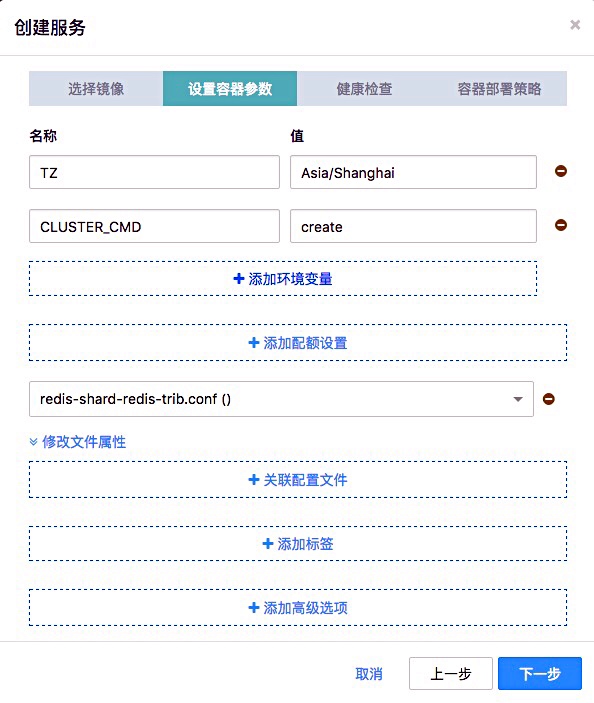 创建服务 ×
选择镜像 设置容器参数 健康检查 容器部署策略
名称 值
TZ Asia/Shanghai
CLUSTER_CMD create
+ 添加环境变量
+ 添加配额设置
redis-shard-redis-trib.conf ()
修改文件属性
+ 关联配置文件
+ 添加标签
+ 添加高级选项
取消 上一步 下一步